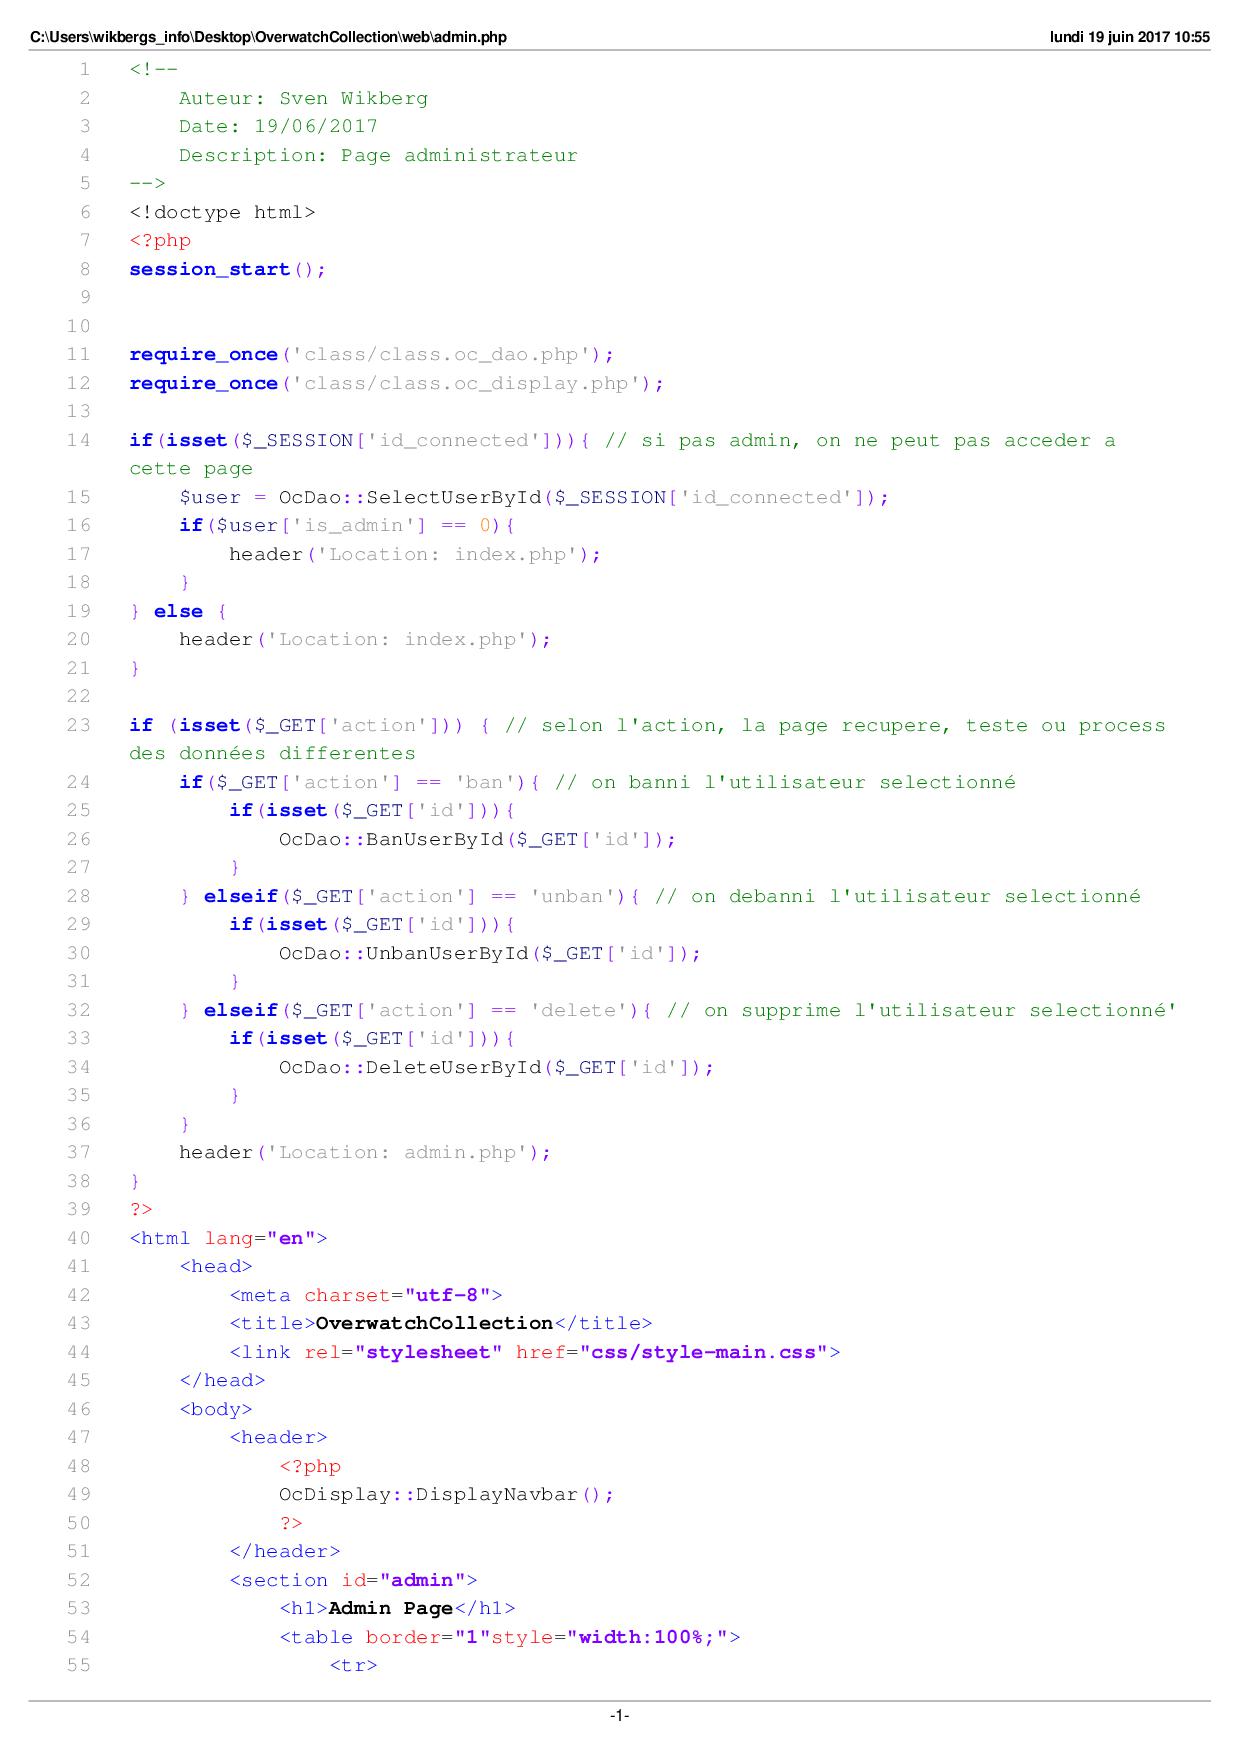 C:\Users\wikbergs_info\Desktop\OverwatchCollection\web\admin.php lundi 19 juin 2017 10:55
1 <!--
2     Auteur: Sven Wikberg
3     Date: 19/06/2017
4     Description: Page administrateur
5 -->
6 <!doctype html>
7 <?php
8 session_start();
9
10
11 require_once('class/class.oc_dao.php');
12 require_once('class/class.oc_display.php');
13
14 if(isset($_SESSION['id_connected'])){ // si pas admin, on ne peut pas acceder a
cette page
15     $user = OcDao::SelectUserById($_SESSION['id_connected']);
16     if($user['is_admin'] == 0){
17         header('Location: index.php');
18     }
19 } else {
20     header('Location: index.php');
21 }
22
23 if (isset($_GET['action'])) { // selon l'action, la page recupere, teste ou process
des données differentes
24     if($_GET['action'] == 'ban'){ // on banni l'utilisateur selectionné
25         if(isset($_GET['id'])){
26             OcDao::BanUserById($_GET['id']);
27         }
28     } elseif($_GET['action'] == 'unban'){ // on debanni l'utilisateur selectionné
29         if(isset($_GET['id'])){
30             OcDao::UnbanUserById($_GET['id']);
31         }
32     } elseif($_GET['action'] == 'delete'){ // on supprime l'utilisateur selectionné'
33         if(isset($_GET['id'])){
34             OcDao::DeleteUserById($_GET['id']);
35         }
36     }
37     header('Location: admin.php');
38 }
39 ?>
40 <html lang="en">
41     <head>
42         <meta charset="utf-8">
43         <title>OverwatchCollection</title>
44         <link rel="stylesheet" href="css/style-main.css">
45     </head>
46     <body>
47         <header>
48             <?php
49             OcDisplay::DisplayNavbar();
50             ?>
51         </header>
52         <section id="admin">
53             <h1>Admin Page</h1>
54             <table border="1"style="width:100%;">
55                 <tr>
-1-